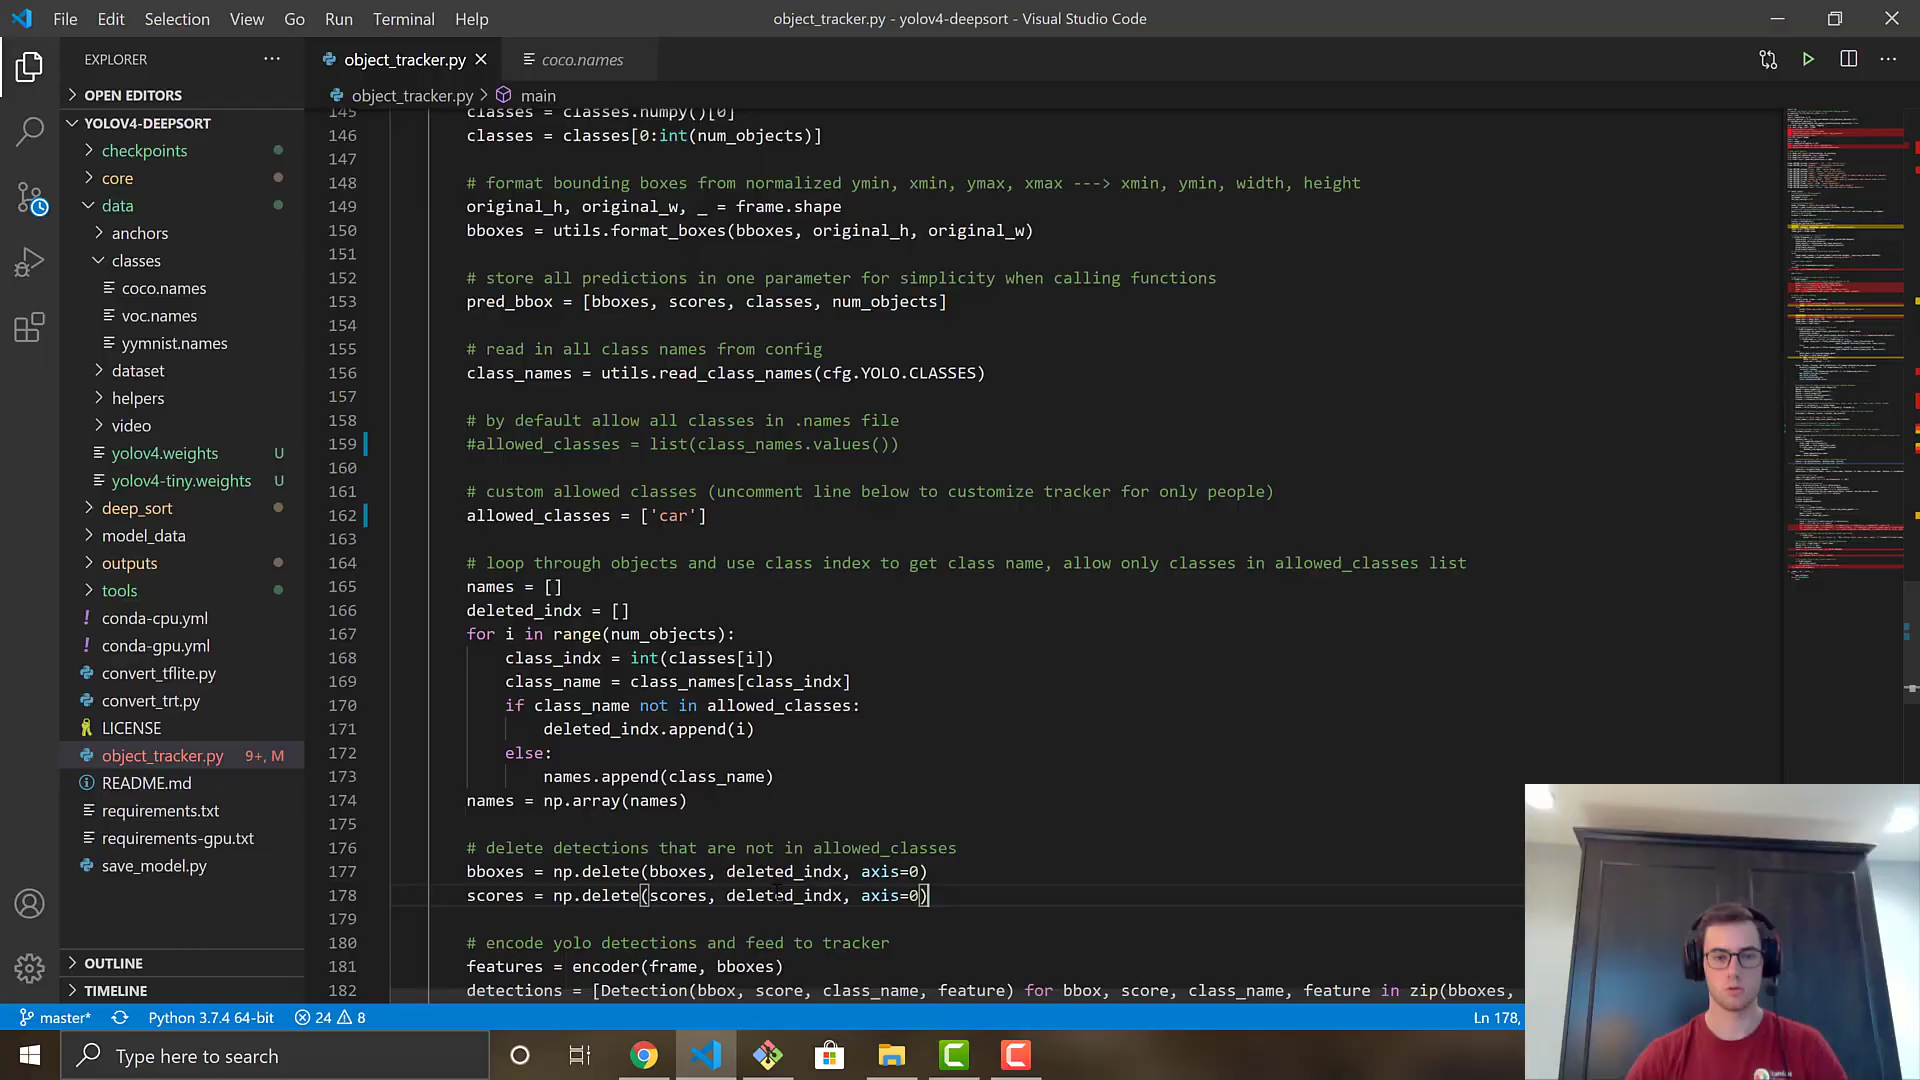 File Edit Selection View Go Run Terminal Help
object_tracker.py - yolov4-deepsort - Visual Studio Code
EXPLORER
OPEN EDITORS
YOLOV4-DEEPSORT
checkpoints
core
data
anchors
classes
coco.names
voc.names
yymnist.names
dataset
helpers
video
yolov4.weights U
yolov4-tiny.weights U
deep_sort
model_data
outputs
tools
conda-cpu.yml
conda-gpu.yml
convert_tflite.py
convert_trt.py
LICENSE
object_tracker.py 9+, M
README.md
requirements.txt
requirements-gpu.txt
save_model.py
OUTLINE
TIMELINE
object_tracker.py
coco.names
object_tracker.py > main
145 classes = classes.numpy()[0]
146 classes = classes[0:int(num_objects)]
147
148 # format bounding boxes from normalized ymin, xmin, ymax, xmax ---> xmin, ymin, width, height
149 original_h, original_w, _ = frame.shape
150 bboxes = utils.format_boxes(bboxes, original_h, original_w)
151
152 # store all predictions in one parameter for simplicity when calling functions
153 pred_bbox = [bboxes, scores, classes, num_objects]
154
155 # read in all class names from config
156 class_names = utils.read_class_names(cfg.YOLO.CLASSES)
157
158 # by default allow all classes in .names file
159 #allowed_classes = list(class_names.values())
160
161 # custom allowed classes (uncomment line below to customize tracker for only people)
162 allowed_classes = ['car']
163
164 # loop through objects and use class index to get class name, allow only classes in allowed_classes list
165 names = []
166 deleted_indx = []
167 for i in range(num_objects):
168 class_indx = int(classes[i])
169 class_name = class_names[class_indx]
170 if class_name not in allowed_classes:
171 deleted_indx.append(i)
172 else:
173 names.append(class_name)
174 names = np.array(names)
175
176 # delete detections that are not in allowed_classes
177 bboxes = np.delete(bboxes, deleted_indx, axis=0)
178 scores = np.delete(scores, deleted_indx, axis=0)
179
180 # encode yolo detections and feed to tracker
181 features = encoder(frame, bboxes)
182 detections = [Detection(bbox, score, class_name, feature) for bbox, score, class_name, feature in zip(bboxes,
master* Python 3.7.4 64-bit 24 8
Ln 178,
Type here to search